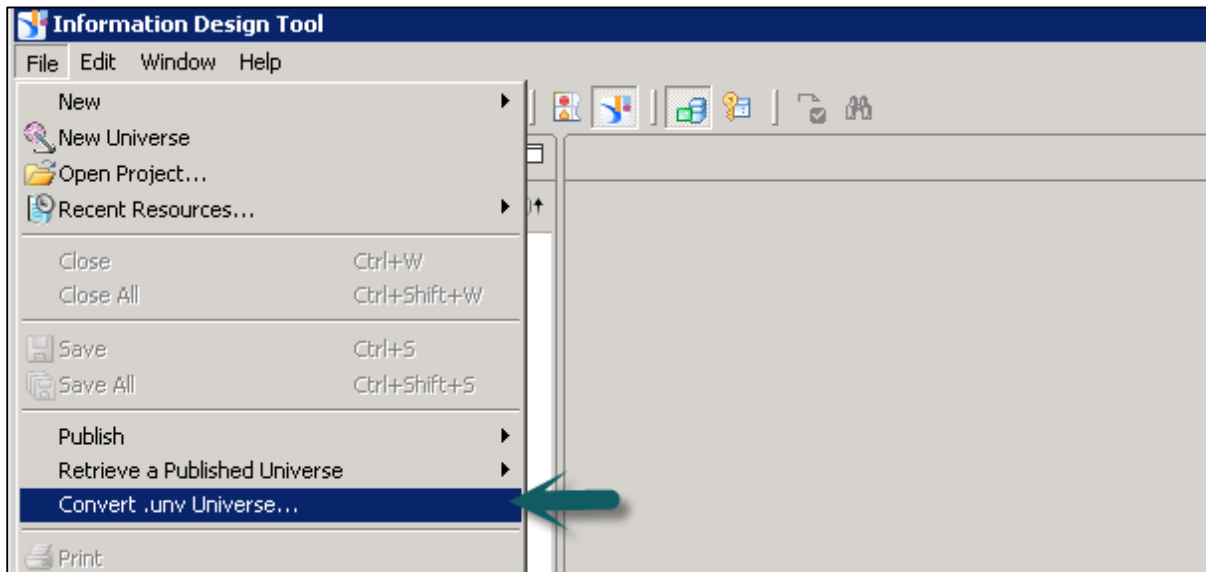 Information Design Tool
File Edit Window Help
New
New Universe
Open Project...
Recent Resources...
Close Ctrl+W
Close All Ctrl+Shift+W
Save Ctrl+S
Save All Ctrl+Shift+S
Publish
Retrieve a Published Universe
Convert .unv Universe...
Print